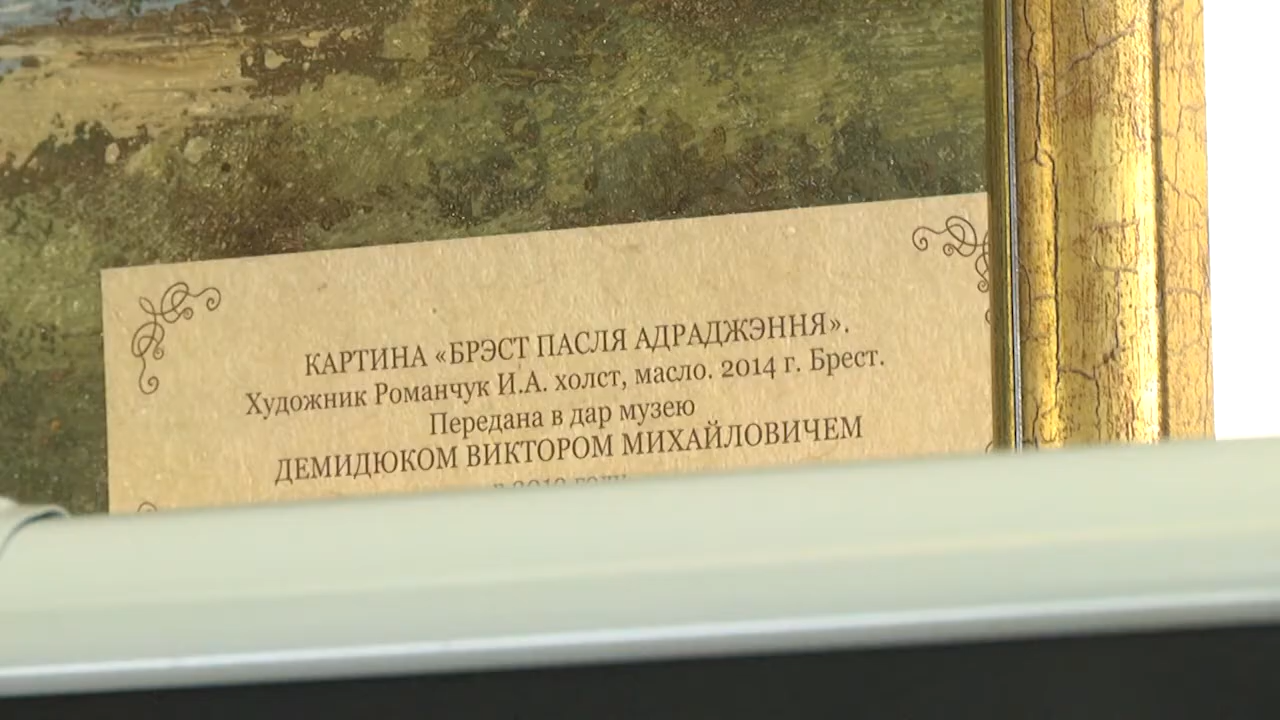 КАРТИНА «БРЭСТ ПАСЛЯ АДРАДЖЭННЯ».
Художник Романчук И.А. холст, масло. 2014 г. Брест.
Передана в дар музею
ДЕМИДЮКОМ ВИКТОРОМ МИХАЙЛОВИЧЕМ